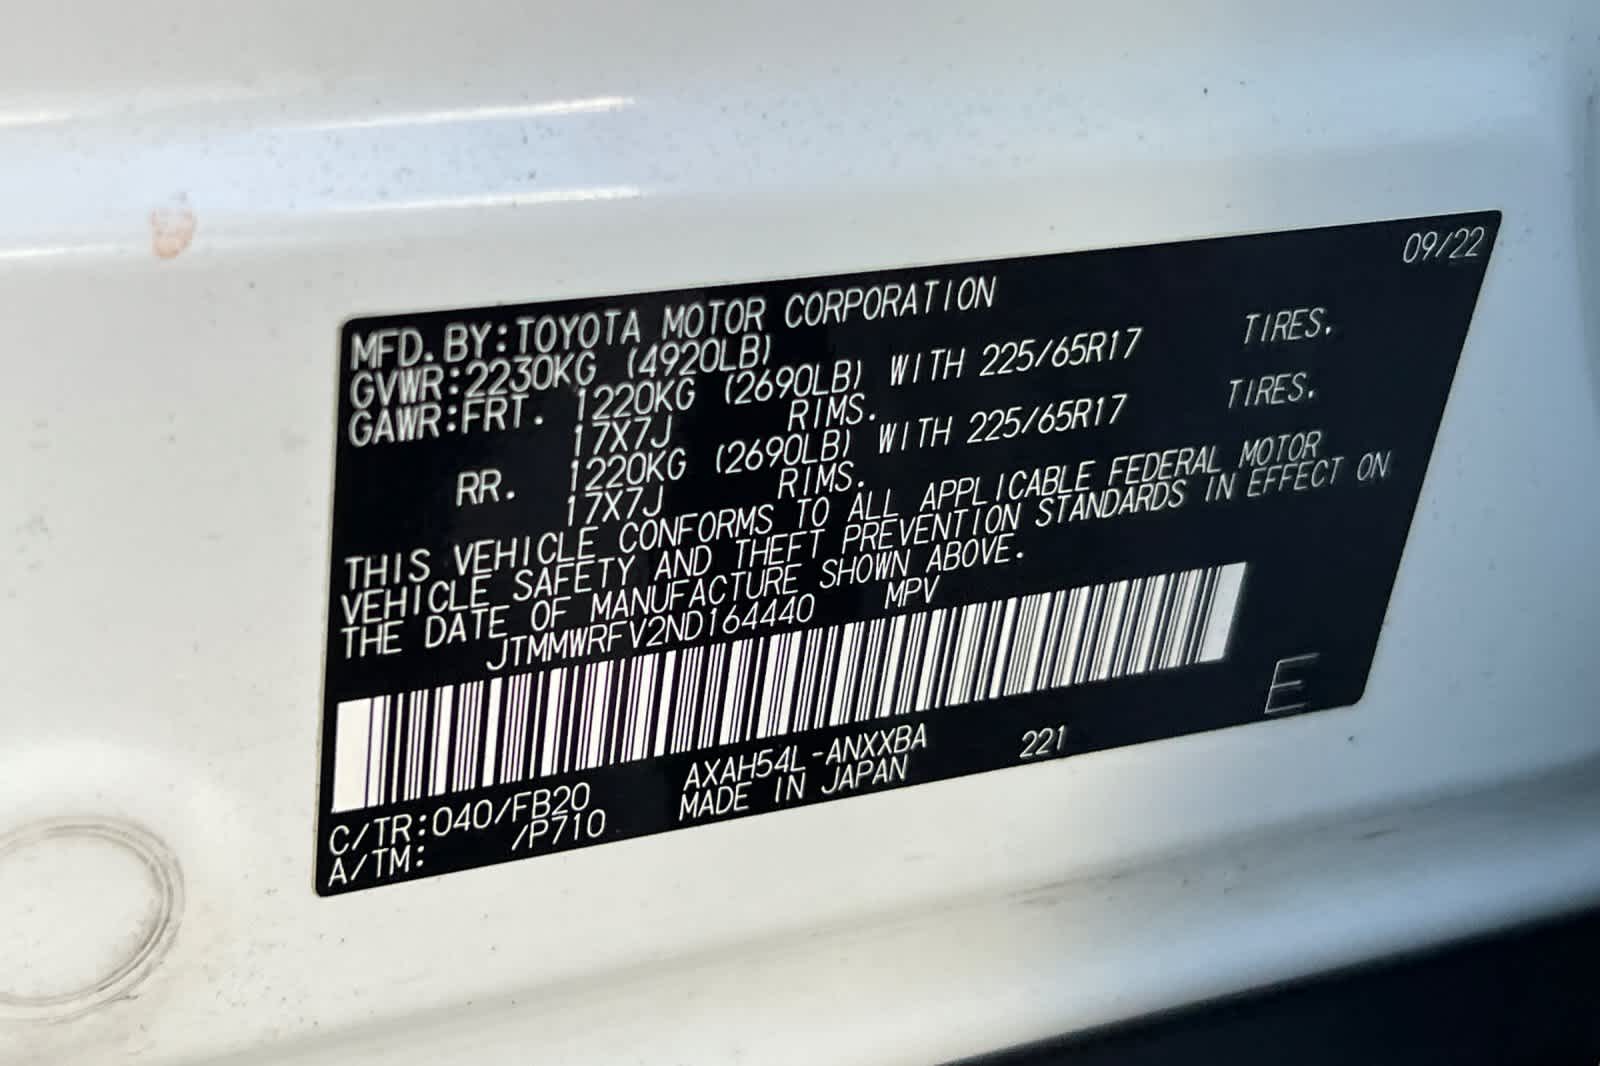 09/22
MFD. BY: TOYOTA MOTOR CORPORATION
GVWR: 2230KG (4920LB)
GAWR: FRT. 1220KG (2690LB) WITH 225/65R17 TIRES.
17X7J RIMS.
RR. 1220KG (2690LB) WITH 225/65R17 TIRES.
17X7J RIMS.
THIS VEHICLE CONFORMS TO ALL APPLICABLE FEDERAL MOTOR
VEHICLE SAFETY AND THEFT PREVENTION STANDARDS IN EFFECT ON
THE DATE OF MANUFACTURE SHOWN ABOVE.
JTMMWRFV2ND164440 MPV
E
C/TR: 040/FB20 AXAH54L-ANXXBA 221
A/TM: /P710 MADE IN JAPAN